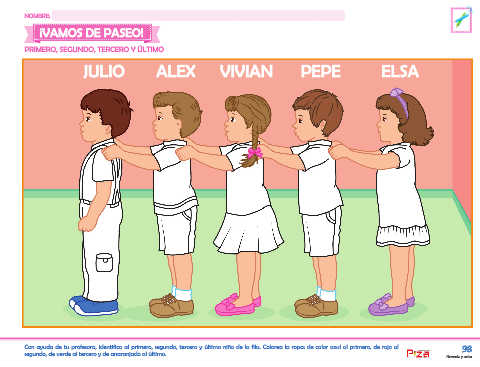 NOMBRE:
¡VAMOS DE PASEO!
PRIMERO, SEGUNDO, TERCERO Y ÚLTIMO
JULIO ALEX VIVIAN PEPE ELSA
Con ayuda de tu profesora, identifica al primero, segundo, tercero y último niño de la fila. Colorea la ropa: de color azul al primero, de rojo al
segundo, de verde al tercero y de anaranjado al último.
98